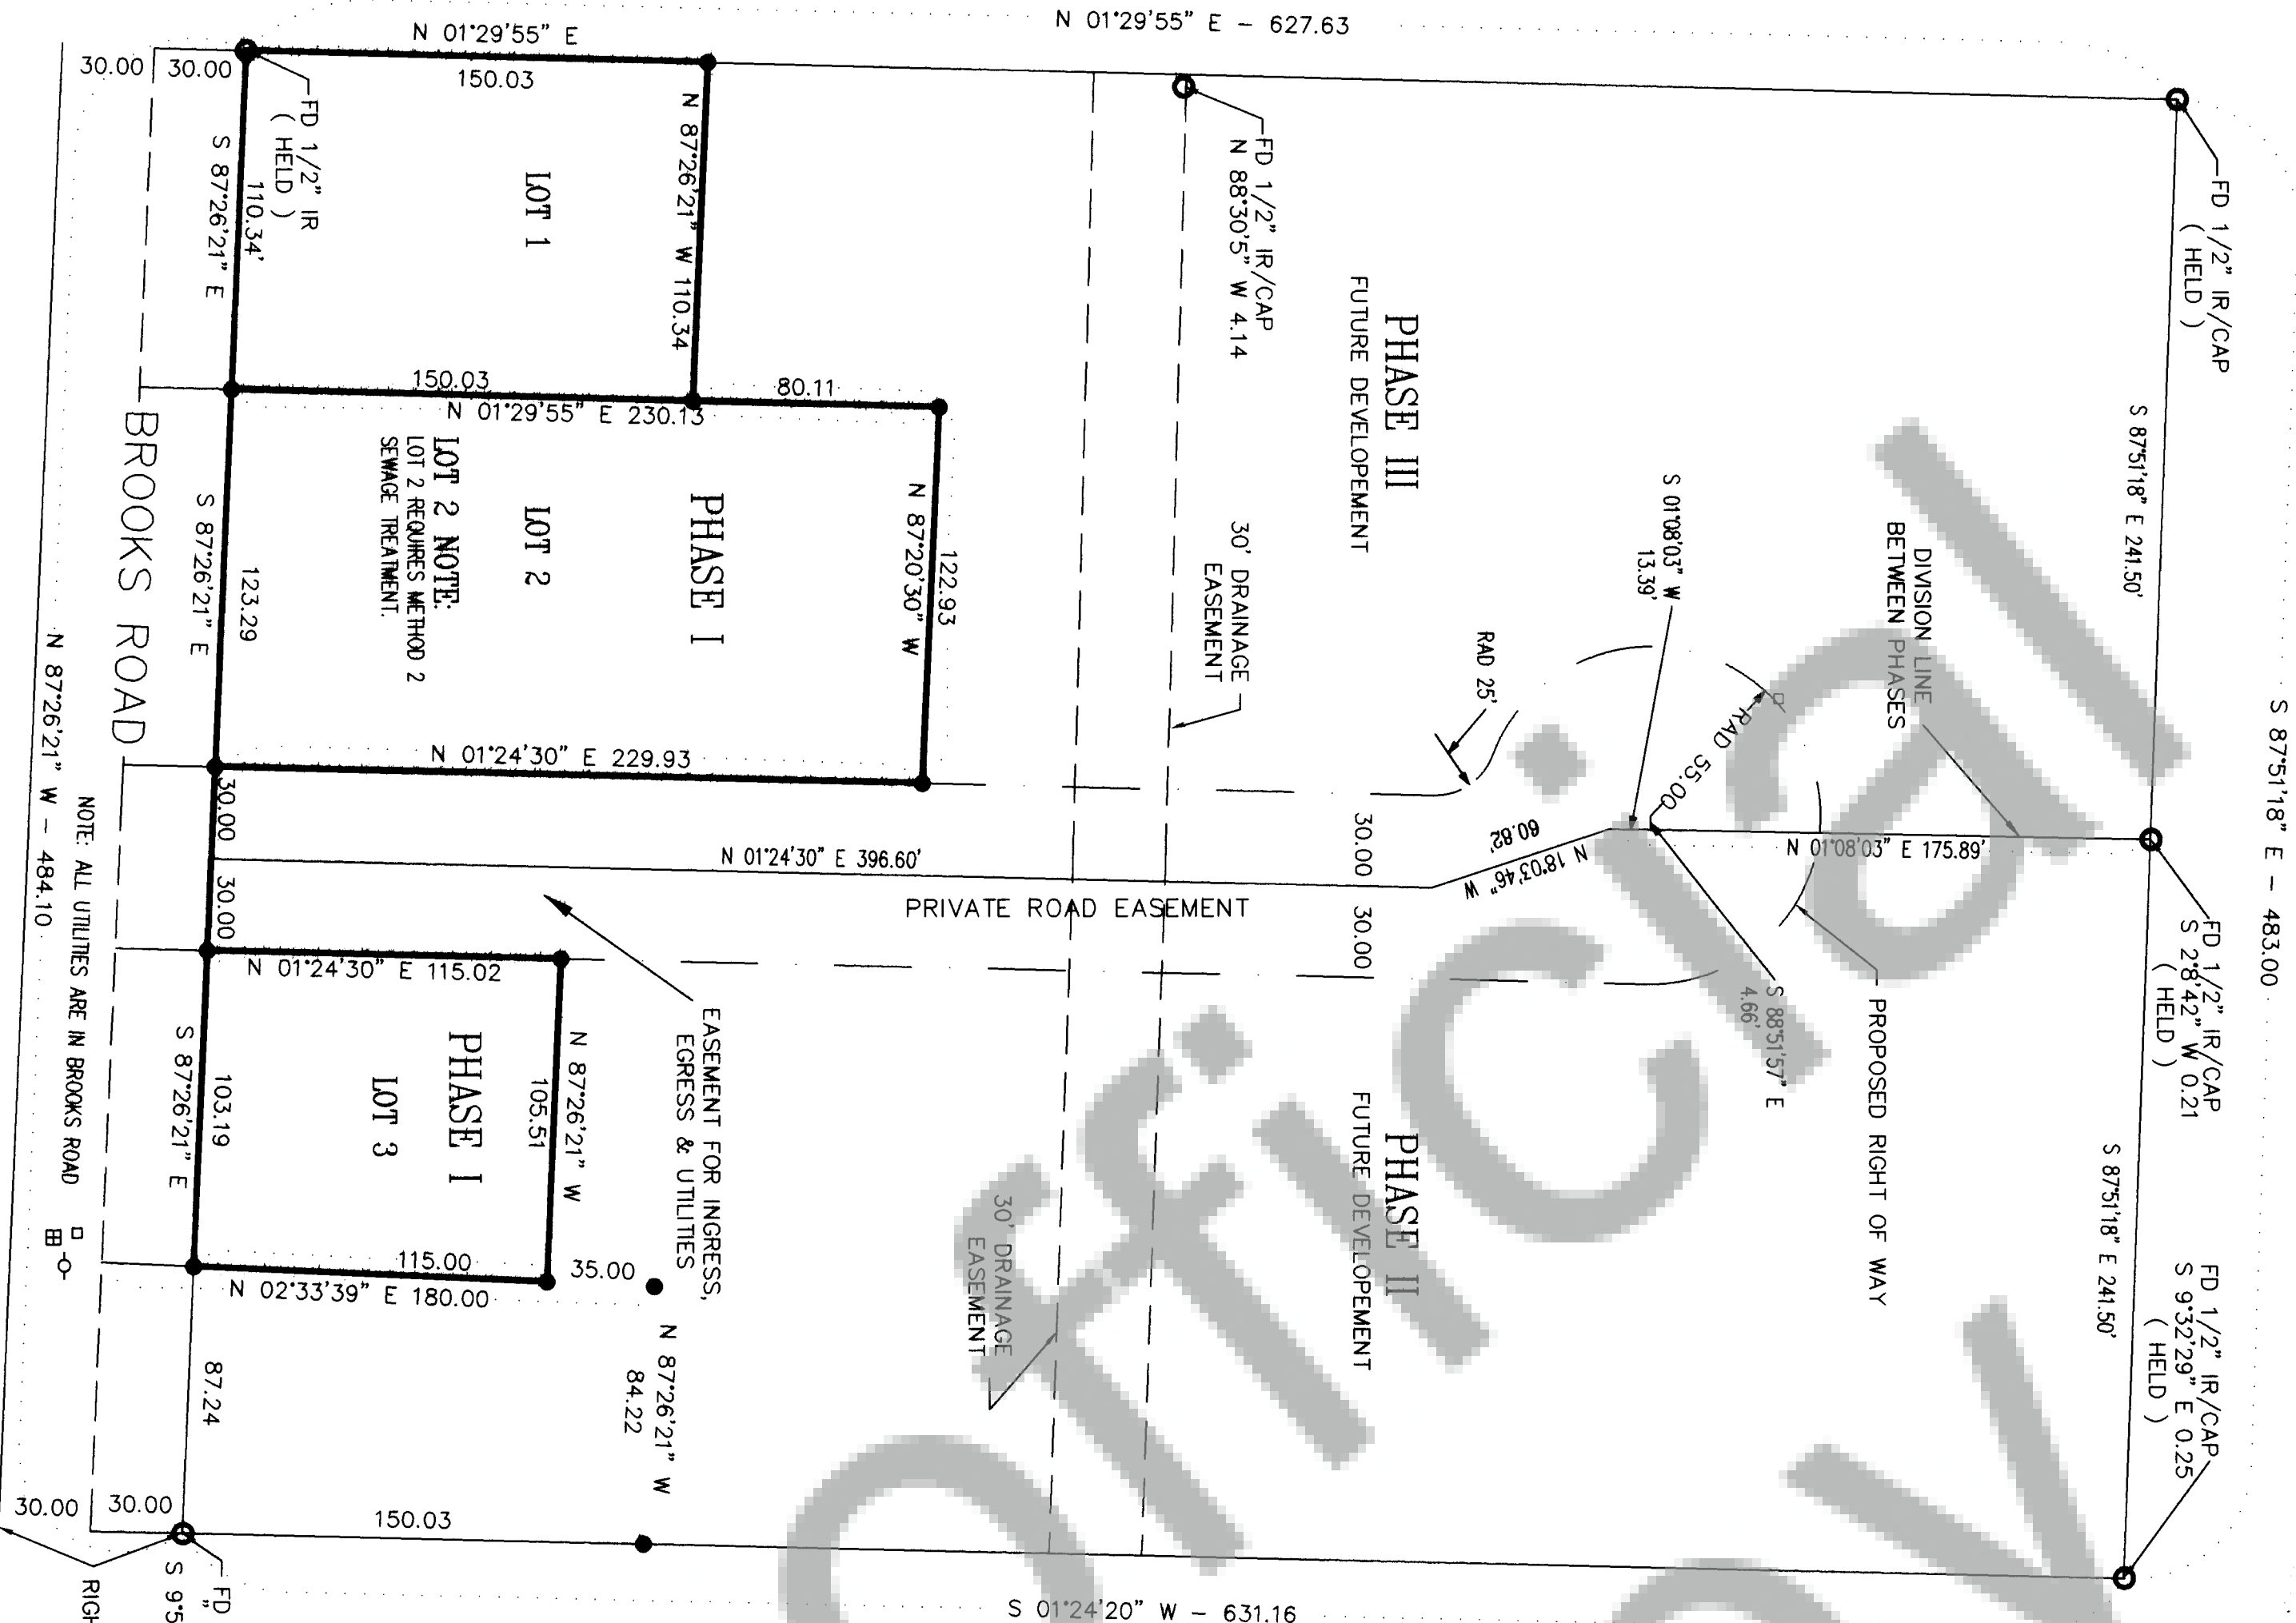 N 01°29'55" E - 627.63
N 01°29'55" E
150.03
30.00
30.00
FD 1/2" IR
( HELD )
S 87°26'21" E
110.34'
LOT 1
N 87°26'21" W 110.34
FD 1/2" IR/CAP
N 88°30'5" W 4.14
FD 1/2" IR/CAP
( HELD )
S 87°51'18" E 241.50'
PHASE III
FUTURE DEVELOPEMENT
150.03
80.11
N 01°29'55" E 230.13
BROOKS ROAD
S 87°26'21" E
123.29
LOT 2 NOTE:
LOT 2 REQUIRES METHOD 2
SEWAGE TREATMENT.
LOT 2
PHASE I
N 87°20'30" W
122.93
30' DRAINAGE
EASEMENT
S 01°08'03" W
13.39'
DIVISION LINE
BETWEEN PHASES
RAD 25'
RAD 55.00
S 87°51'18" E - 483.00
N 01°24'30" E 229.93
30.00
30.00
N 01°24'30" E 396.60'
PRIVATE ROAD EASEMENT
30.00
30.00
N 18°03'46" W
60.82'
N 01°08'03" E 175.89'
FD 1/2" IR/CAP
S 2°8'42" W 0.21
( HELD )
N 01°24'30" E 115.02
EASEMENT FOR INGRESS,
EGRESS & UTILITIES
S 88°51'57" E
4.66'
PROPOSED RIGHT OF WAY
N 87°26'21" W - 484.10
NOTE: ALL UTILITIES ARE IN BROOKS ROAD
S 87°26'21" E
103.19
PHASE I
LOT 3
N 87°26'21" W
105.51
PHASE II
FUTURE DEVELOPEMENT
S 87°51'18" E 241.50'
115.00
35.00
N 02°33'39" E 180.00
30' DRAINAGE
EASEMENT
N 87°26'21" W
84.22
87.24
FD 1/2" IR/CAP
S 9°32'29" E 0.25
( HELD )
30.00
30.00
150.03
FD
S 9°5
RIGH
S 01°24'20" W - 631.16